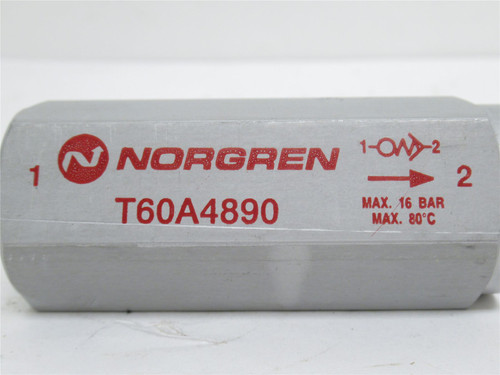 1 NORGREN
T60A4890
1 2
2
MAX. 16 BAR
MAX. 80°C